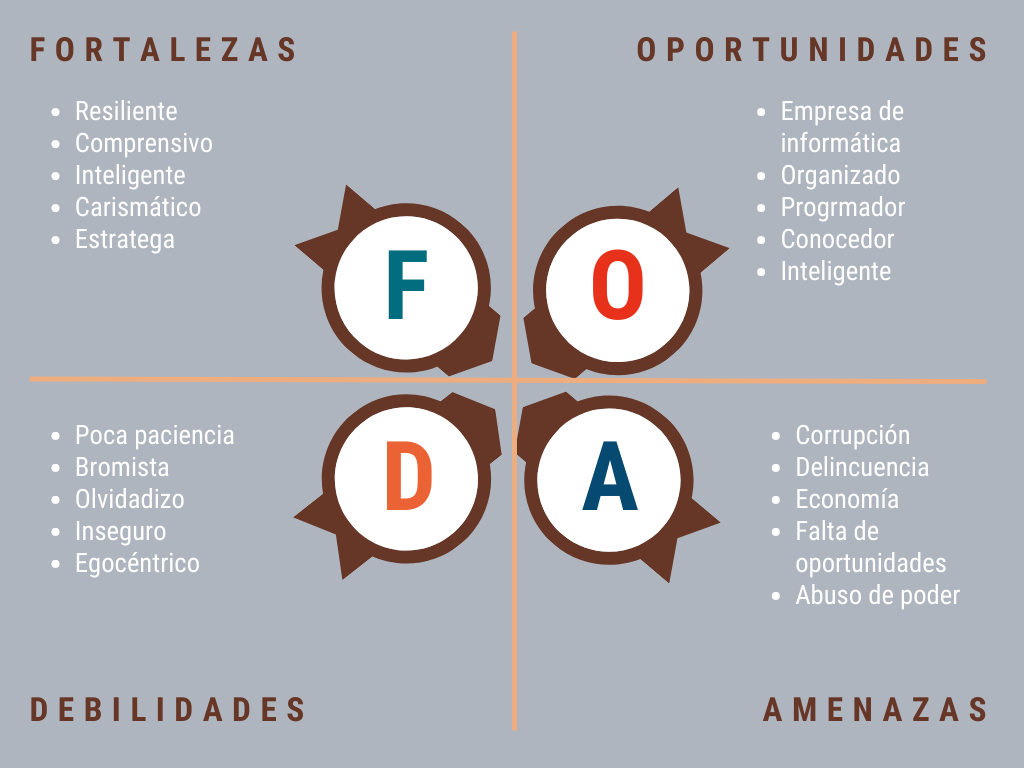 FORTALEZAS
• Resiliente
• Comprensivo
• Inteligente
• Carismático
• Estratega
OPORTUNIDADES
• Empresa de
informática
• Organizado
• Progrmador
• Conocedor
• Inteligente
F
O
D
A
• Poca paciencia
• Bromista
• Olvidadizo
• Inseguro
• Egocéntrico
DEBILIDADES
• Corrupción
• Delincuencia
• Economía
• Falta de
oportunidades
• Abuso de poder
AMENAZAS